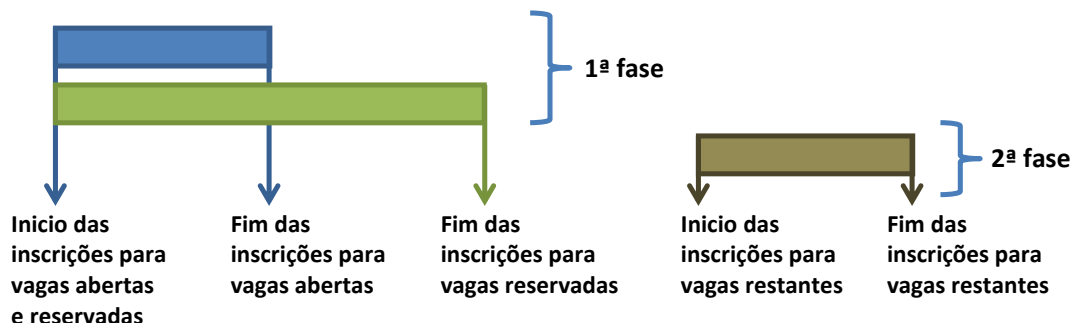 1ª fase
2ª fase
Inicio das
inscrições para
vagas abertas
e reservadas
Fim das
inscrições para
vagas abertas
Fim das
inscrições para
vagas reservadas
Inicio das
inscrições para
vagas restantes
Fim das
inscrições para
vagas restantes